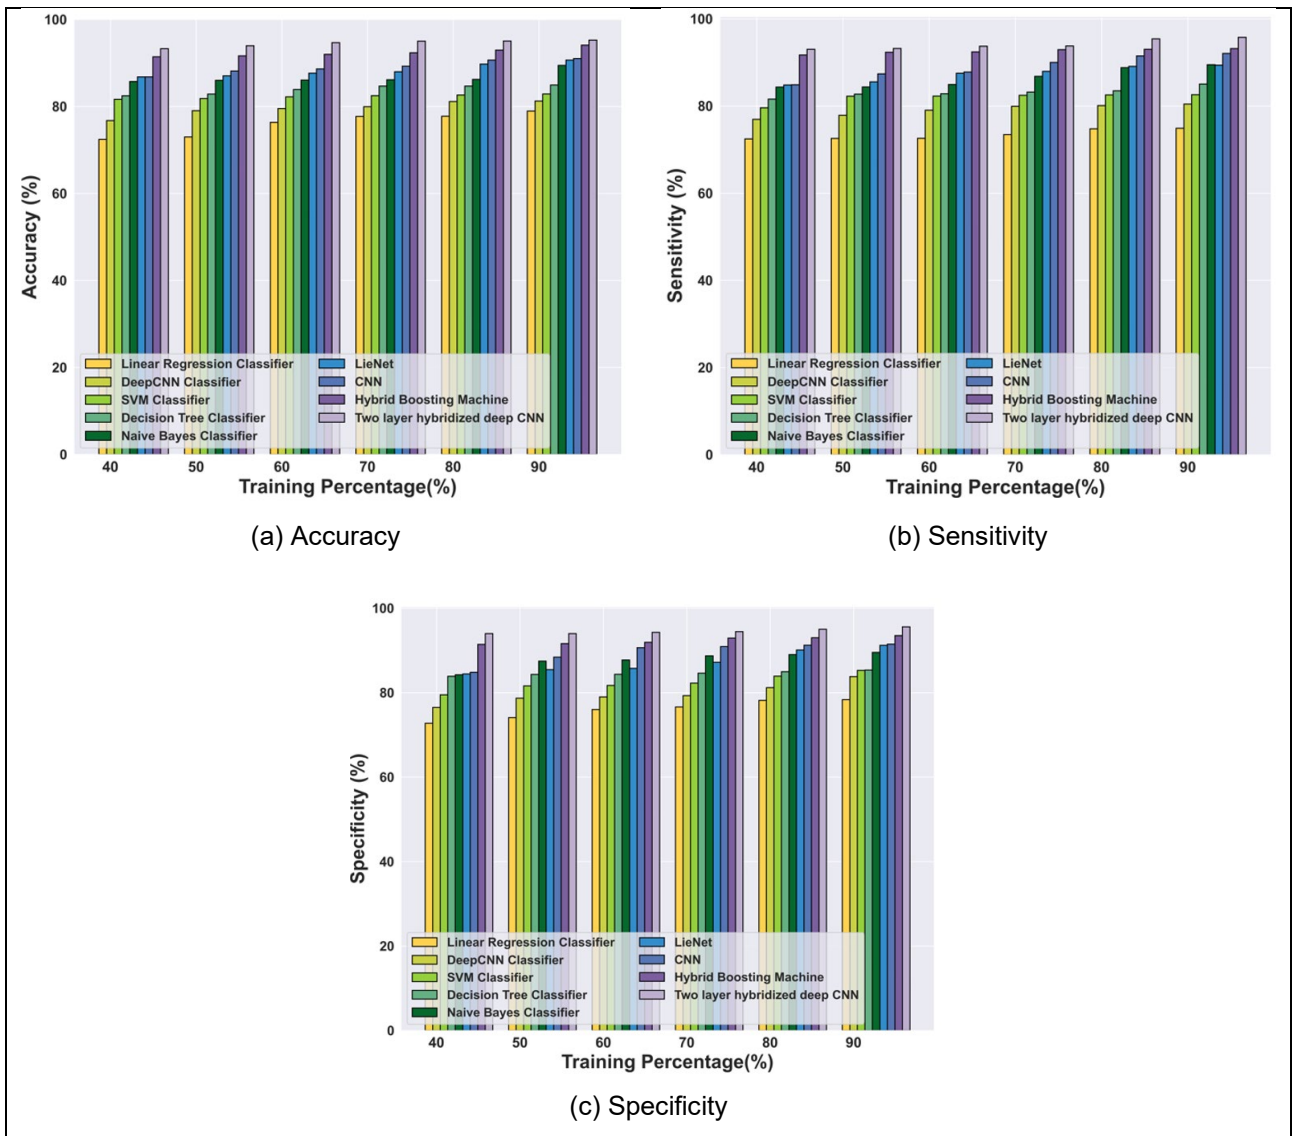 100
80
60
40
20
0
Accuracy (%)
Linear Regression Classifier
DeepCNN Classifier
SVM Classifier
Decision Tree Classifier
Naive Bayes Classifier
LieNet
CNN
Hybrid Boosting Machine
Two layer hybridized deep CNN
40 50 60 70 80 90
Training Percentage(%)
(a) Accuracy
100
80
60
40
20
0
Sensitivity (%)
Linear Regression Classifier
DeepCNN Classifier
SVM Classifier
Decision Tree Classifier
Naive Bayes Classifier
LieNet
CNN
Hybrid Boosting Machine
Two layer hybridized deep CNN
40 50 60 70 80 90
Training Percentage(%)
(b) Sensitivity
100
80
60
40
20
0
Specificity (%)
Linear Regression Classifier
DeepCNN Classifier
SVM Classifier
Decision Tree Classifier
Naive Bayes Classifier
LieNet
CNN
Hybrid Boosting Machine
Two layer hybridized deep CNN
40 50 60 70 80 90
Training Percentage(%)
(c) Specificity